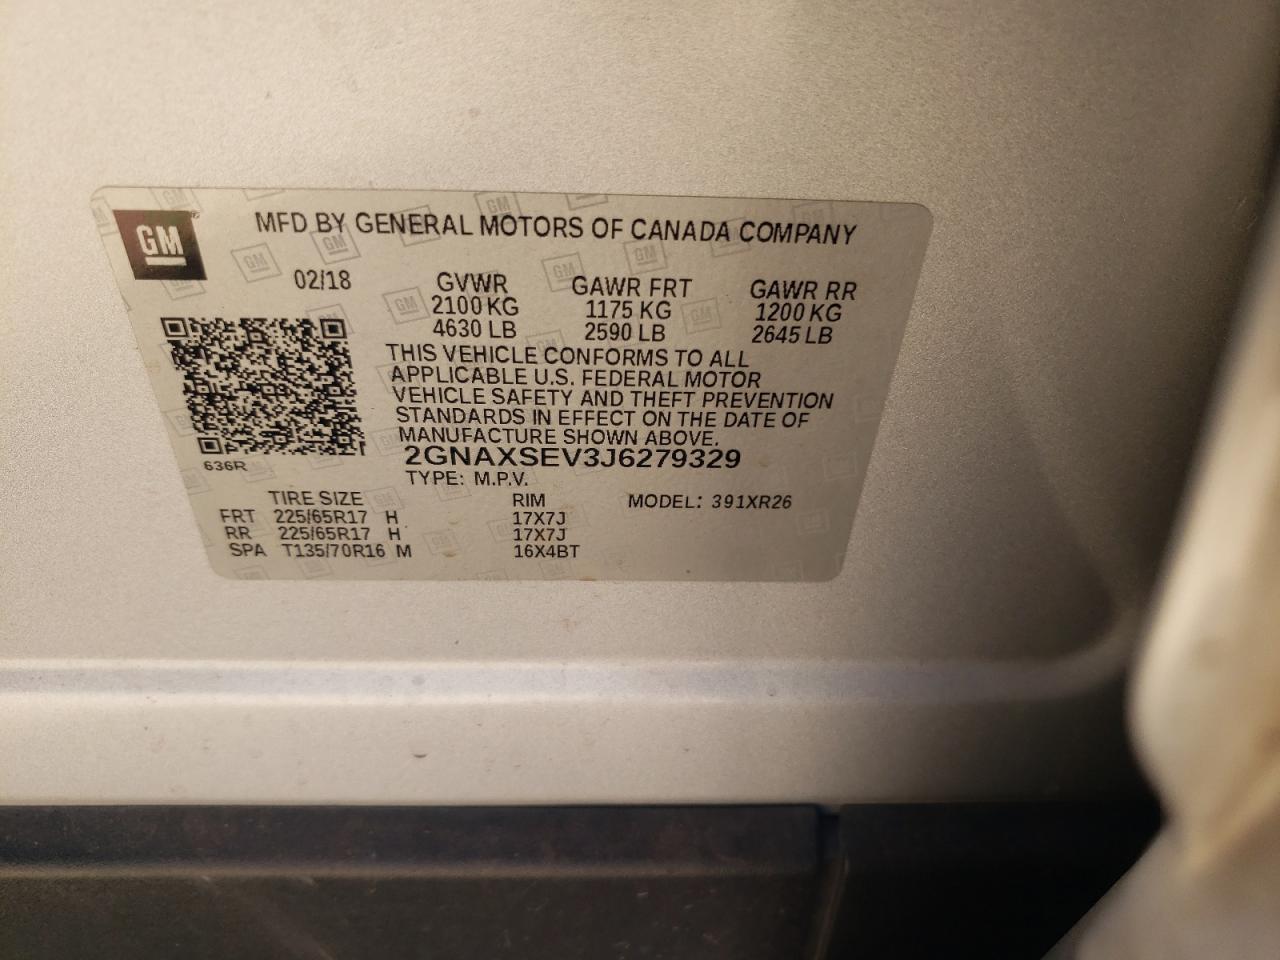 GM
MFD BY GENERAL MOTORS OF CANADA COMPANY
02/18 GVWR GAWR FRT GAWR RR
2100 KG 1175 KG 1200 KG
4630 LB 2590 LB 2645 LB
THIS VEHICLE CONFORMS TO ALL
APPLICABLE U.S. FEDERAL MOTOR
VEHICLE SAFETY AND THEFT PREVENTION
STANDARDS IN EFFECT ON THE DATE OF
MANUFACTURE SHOWN ABOVE.
2GNAXSEV3J6279329
636R
TYPE: M.P.V.
TIRE SIZE RIM MODEL: 391XR26
FRT 225/65R17 H 17X7J
RR 225/65R17 H 17X7J
SPA T135/70R16 M 16X4BT